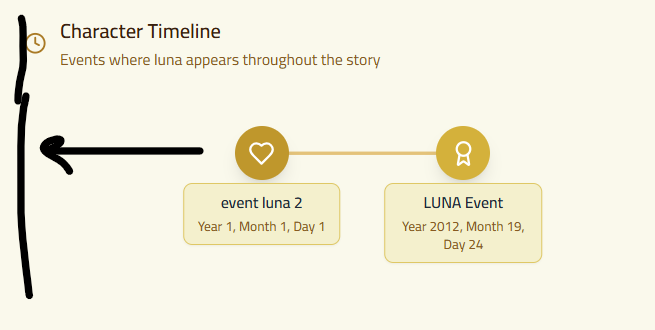 Character Timeline
Events where luna appears throughout the story
event luna 2
Year 1, Month 1, Day 1
LUNA Event
Year 2012, Month 19,
Day 24